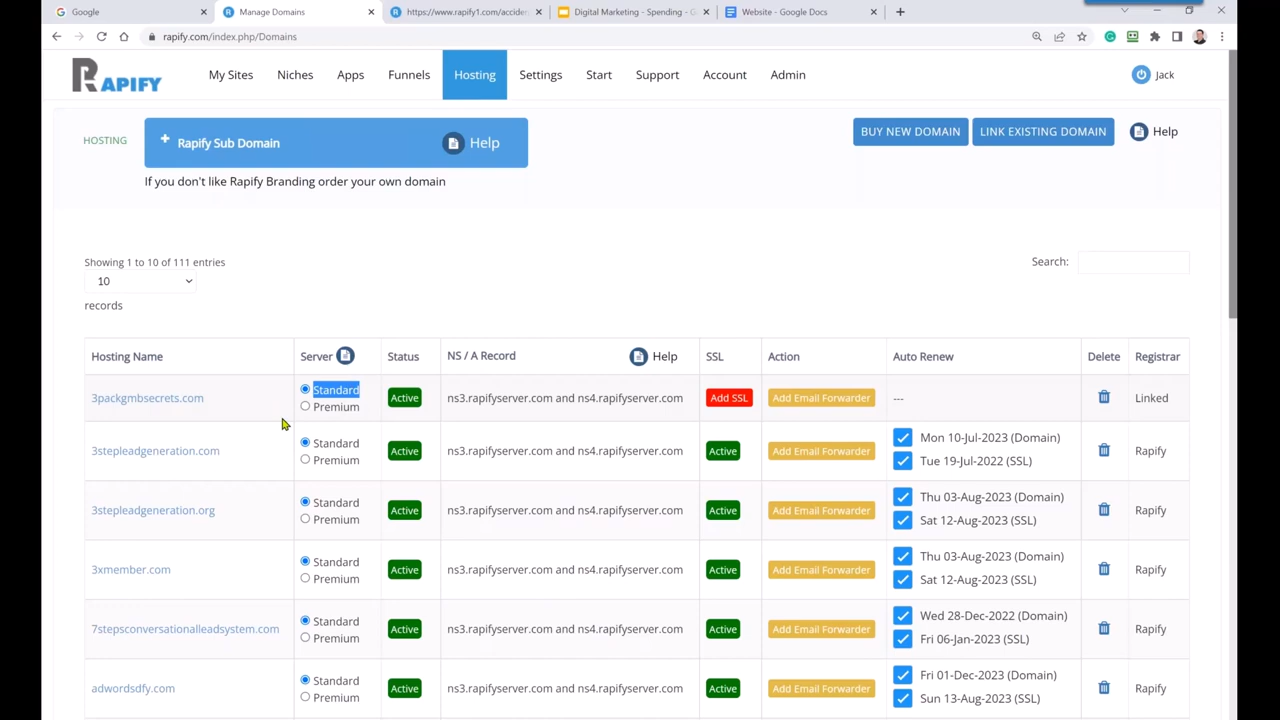 Google
Manage Domains
https://www.rapify1.com/acciden
Digital Marketing - Spending - G
Website - Google Docs
rapify.com/index.php/Domains
RAPIFY
My Sites
Niches
Apps
Funnels
Hosting
Settings
Start
Support
Account
Admin
Jack
HOSTING
+ Rapify Sub Domain
Help
BUY NEW DOMAIN
LINK EXISTING DOMAIN
Help
If you don't like Rapify Branding order your own domain
Showing 1 to 10 of 111 entries
10
records
Search:
Hosting Name Server Status NS / A Record Help SSL Action Auto Renew Delete Registrar
3packgmbsecrets.com
Standard
Premium
Active
ns3.rapifyserver.com and ns4.rapifyserver.com
Add SSL
Add Email Forwarder
---
Linked
3stepleadgeneration.com
Standard
Premium
Active
ns3.rapifyserver.com and ns4.rapifyserver.com
Active
Add Email Forwarder
Mon 10-Jul-2023 (Domain)
Tue 19-Jul-2022 (SSL)
Rapify
3stepleadgeneration.org
Standard
Premium
Active
ns3.rapifyserver.com and ns4.rapifyserver.com
Active
Add Email Forwarder
Thu 03-Aug-2023 (Domain)
Sat 12-Aug-2023 (SSL)
Rapify
3xmember.com
Standard
Premium
Active
ns3.rapifyserver.com and ns4.rapifyserver.com
Active
Add Email Forwarder
Thu 03-Aug-2023 (Domain)
Sat 12-Aug-2023 (SSL)
Rapify
7stepsconversationalleadsystem.com
Standard
Premium
Active
ns3.rapifyserver.com and ns4.rapifyserver.com
Active
Add Email Forwarder
Wed 28-Dec-2022 (Domain)
Fri 06-Jan-2023 (SSL)
Rapify
adwordsdfy.com
Standard
Premium
Active
ns3.rapifyserver.com and ns4.rapifyserver.com
Active
Add Email Forwarder
Fri 01-Dec-2023 (Domain)
Sun 13-Aug-2023 (SSL)
Rapify